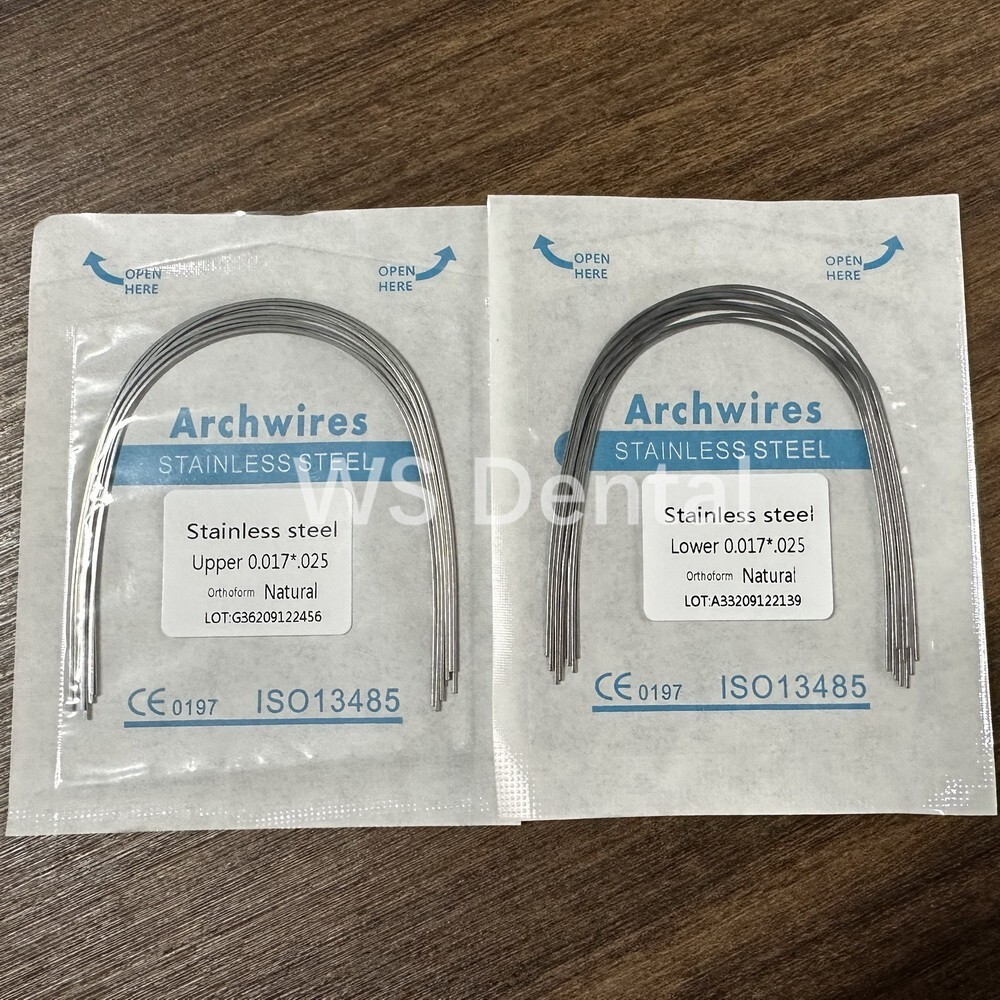 OPEN
HERE
OPEN
HERE
Archwires
STAINLESS STEEL
Stainless steel
Upper 0.017*.025
Orthoform Natural
LOT:G36209122456
CE 0197 ISO13485
OPEN
HERE
OPEN
HERE
Archwires
STAINLESS STEEL
Stainless steel
Lower 0.017*.025
Orthoform Natural
LOT:A33209122139
CE 0197 ISO13485
WS Dental